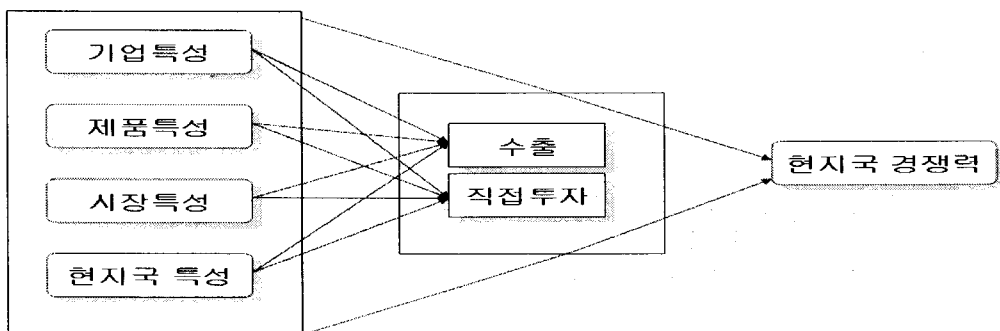 기업특성
제품특성
시장특성
현지국 특성
수출
직접투자
현지국 경쟁력